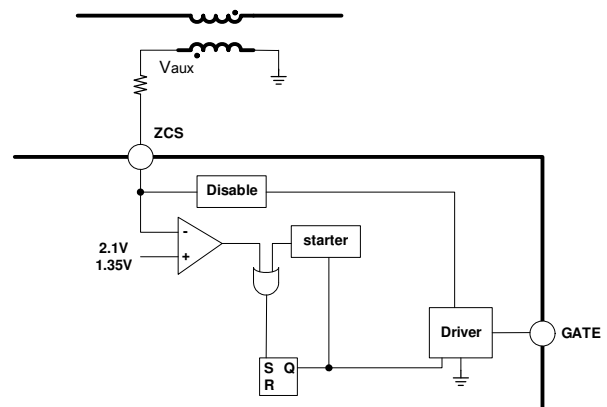 Vaux
ZCS
Disable
-
2.1V
1.35V
+
starter
Driver
GATE
S Q
R